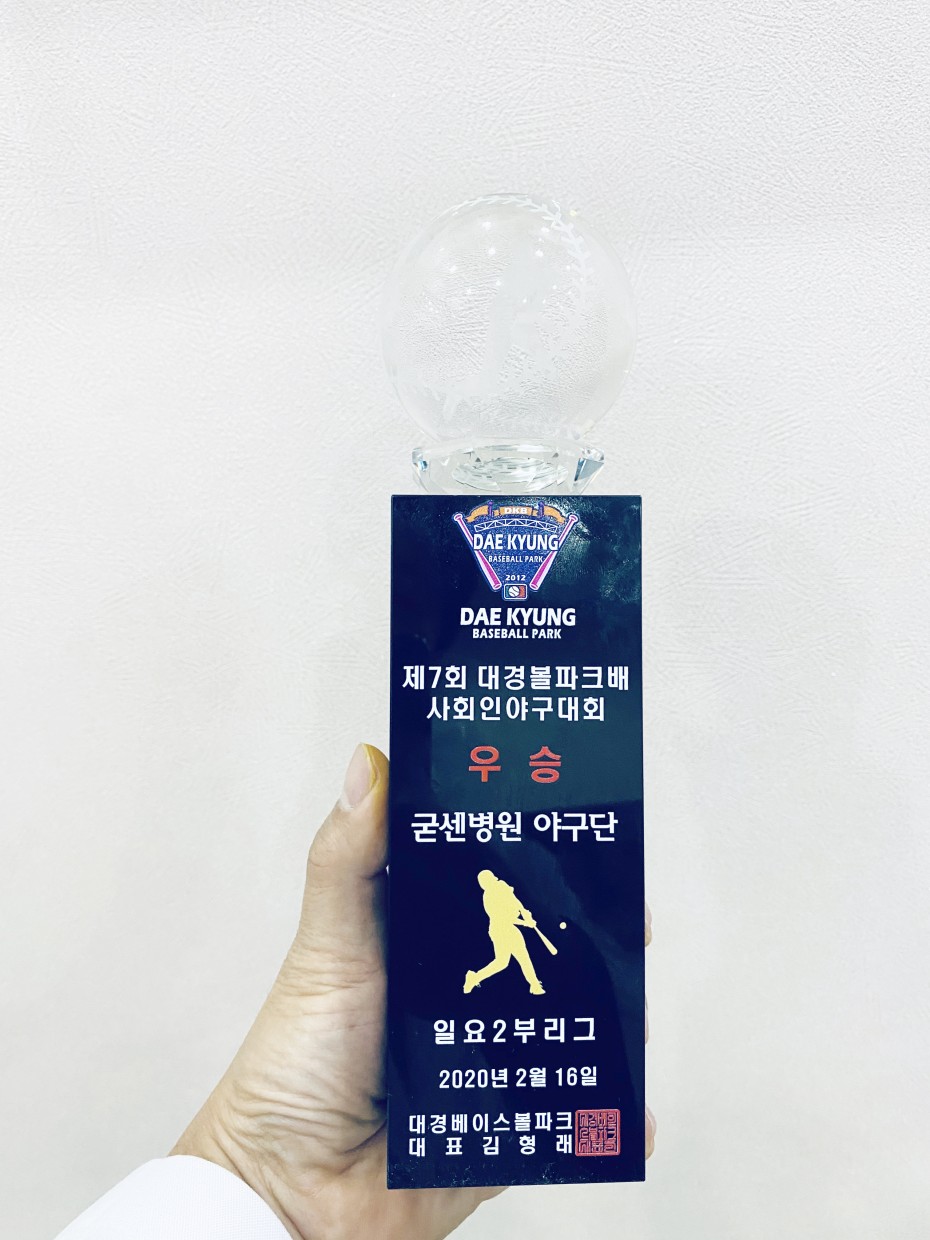 DKB
DAE KYUNG
BASEBALL PARK
2012
DAE KYUNG
BASEBALL PARK
제7회 대경볼파크배
사회인야구대회
우 승
굳센병원 야구단
일요2부리그
2020년 2월 16일
대경베이스볼파크
대 표 김 형 래